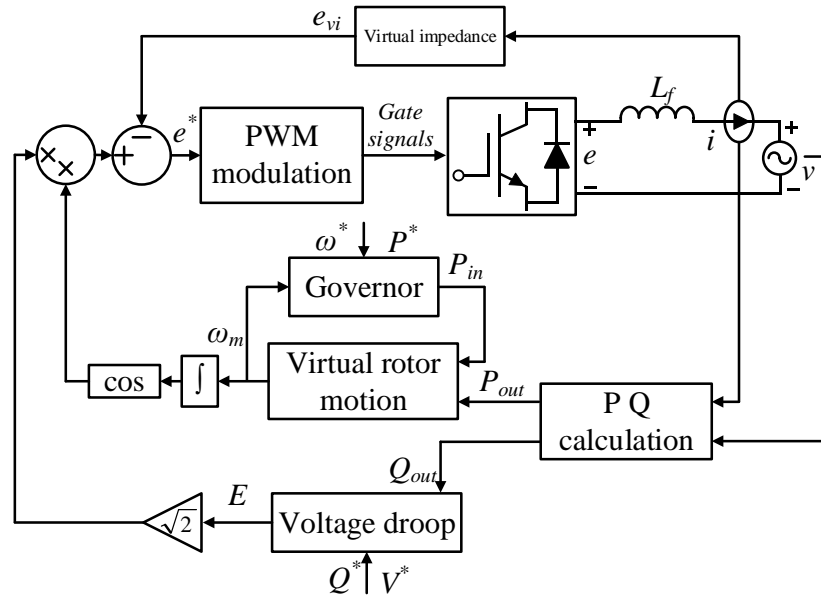 e_vi
Virtual impedance
L_f
× ×
+ −
e*
PWM
modulation
Gate
signals
+
e
−
i
+
v
−
ω* P*
Governor
P_in
ω_m
cos
∫
Virtual rotor
motion
P_out
P Q
calculation
Q_out
E
√2
Voltage droop
Q* V*